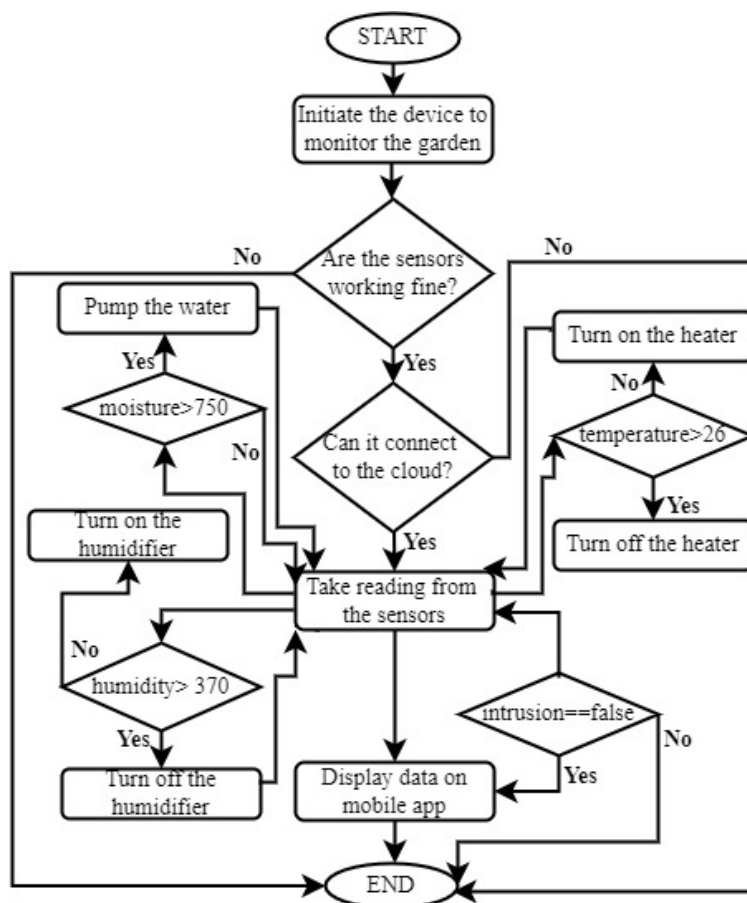 START
Initiate the device to
monitor the garden
No
Are the sensors
working fine?
No
Pump the water
Turn on the heater
Yes
Yes
No
moisture>750
Can it connect
to the cloud?
temperature>26
No
Yes
Turn on the
humidifier
Yes
Turn off the heater
Take reading from
the sensors
No
humidity> 370
intrusion==false
Yes
No
Turn off the
humidifier
Display data on
mobile app
Yes
END